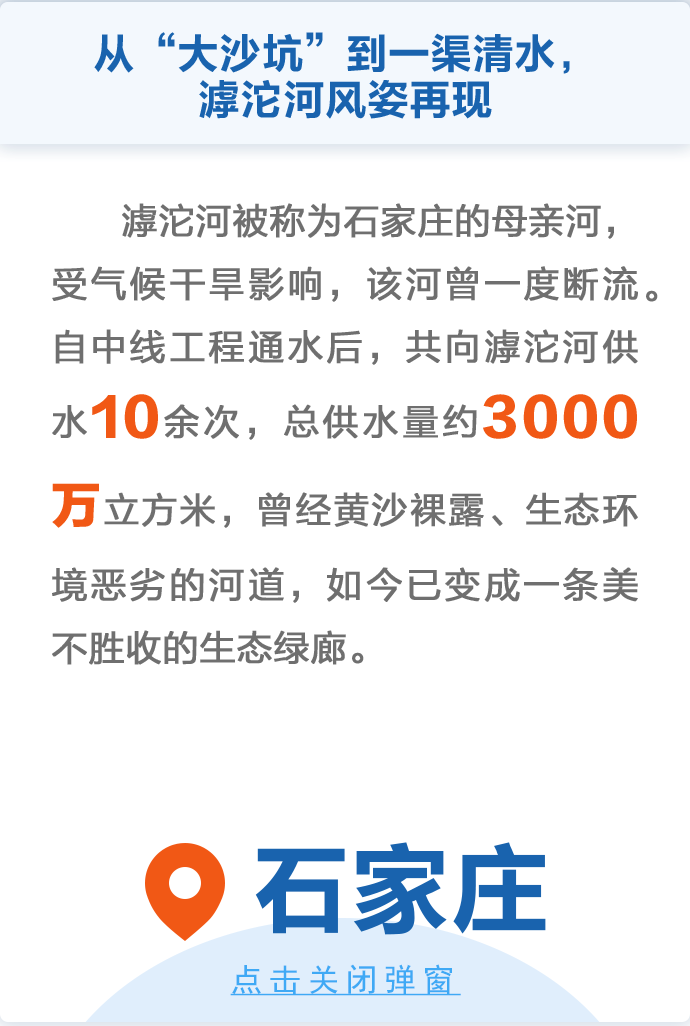 从“大沙坑”到一渠清水，
滹沱河风姿再现
滹沱河被称为石家庄的母亲河，
受气候干旱影响，该河曾一度断流。
自中线工程通水后，共向滹沱河供
水10余次，总供水量约3000
万立方米，曾经黄沙裸露、生态环
境恶劣的河道，如今已变成一条美
不胜收的生态绿廊。
石家庄
点击关闭弹窗